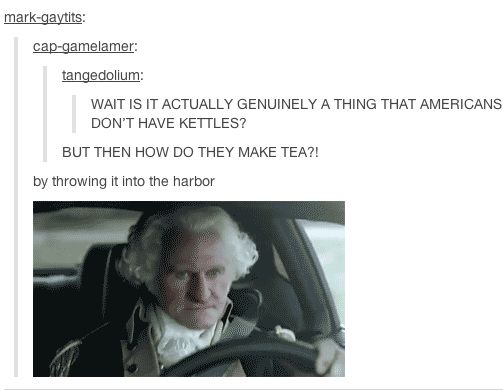 mark-gaytits:
cap-gamelamer:
tangedolium:
WAIT IS IT ACTUALLY GENUINELY A THING THAT AMERICANS
DON'T HAVE KETTLES?
BUT THEN HOW DO THEY MAKE TEA?!
by throwing it into the harbor